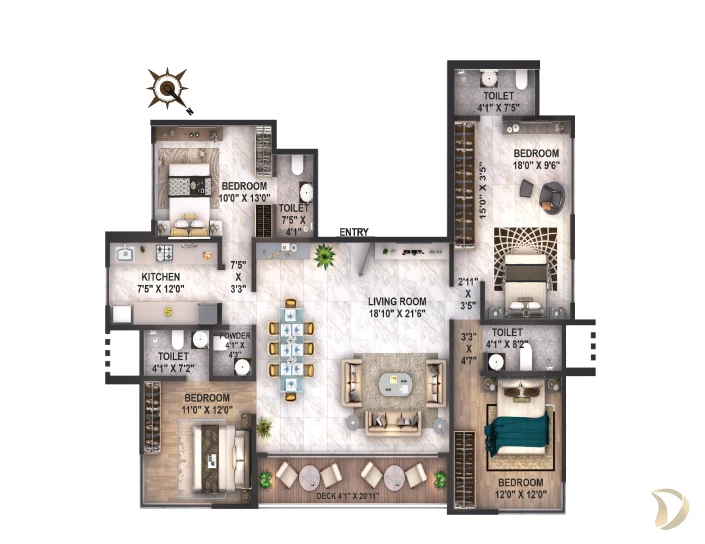 N
TOILET
4'1" X 7'5"
BEDROOM
18'0" X 9'6"
15'0" X 3'5"
BEDROOM
10'0" X 13'0"
TOILET
7'5" X
4'1"
ENTRY
KITCHEN
7'5" X 12'0"
7'5"
X
3'3"
LIVING ROOM
18'10" X 21'6"
2'11"
X
3'5"
3'3"
X
4'7"
TOILET
4'1" X 8'2"
POWDER
4'1" X
4'3"
TOILET
4'1" X 7'2"
BEDROOM
11'0" X 12'0"
BEDROOM
12'0" X 12'0"
DECK 4'1" X 20'11"